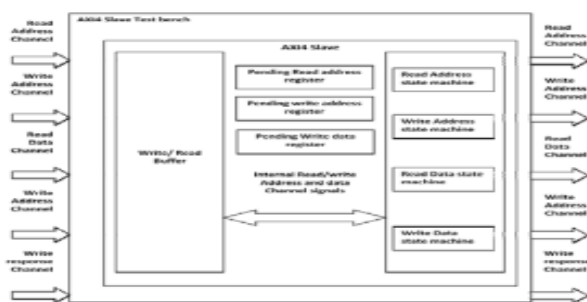 AXI4 Slave Test bench
Read
Address
Channel
Write
Address
Channel
Read
Data
Channel
Write
Address
Channel
Write
response
Channel
AXI4 Slave
Write/ Read
Buffer
Pending Read address
register
Pending write address
register
Pending Write data
register
Internal Read/write
Address and data
Channel signals
Read Address
state machine
Write Address
state machine
Read Data state
machine
Write Data
state machine
Read
Address
Channel
Write
Address
Channel
Read
Data
Channel
Write
Address
Channel
Write
response
Channel